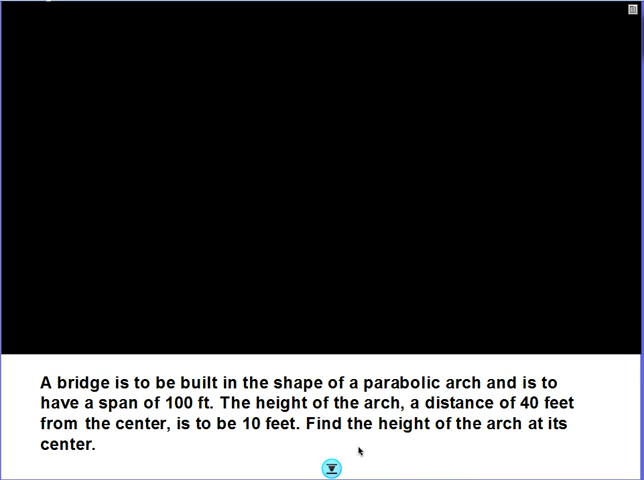 A bridge is to be built in the shape of a parabolic arch and is to
have a span of 100 ft. The height of the arch, a distance of 40 feet
from the center, is to be 10 feet. Find the height of the arch at its
center.